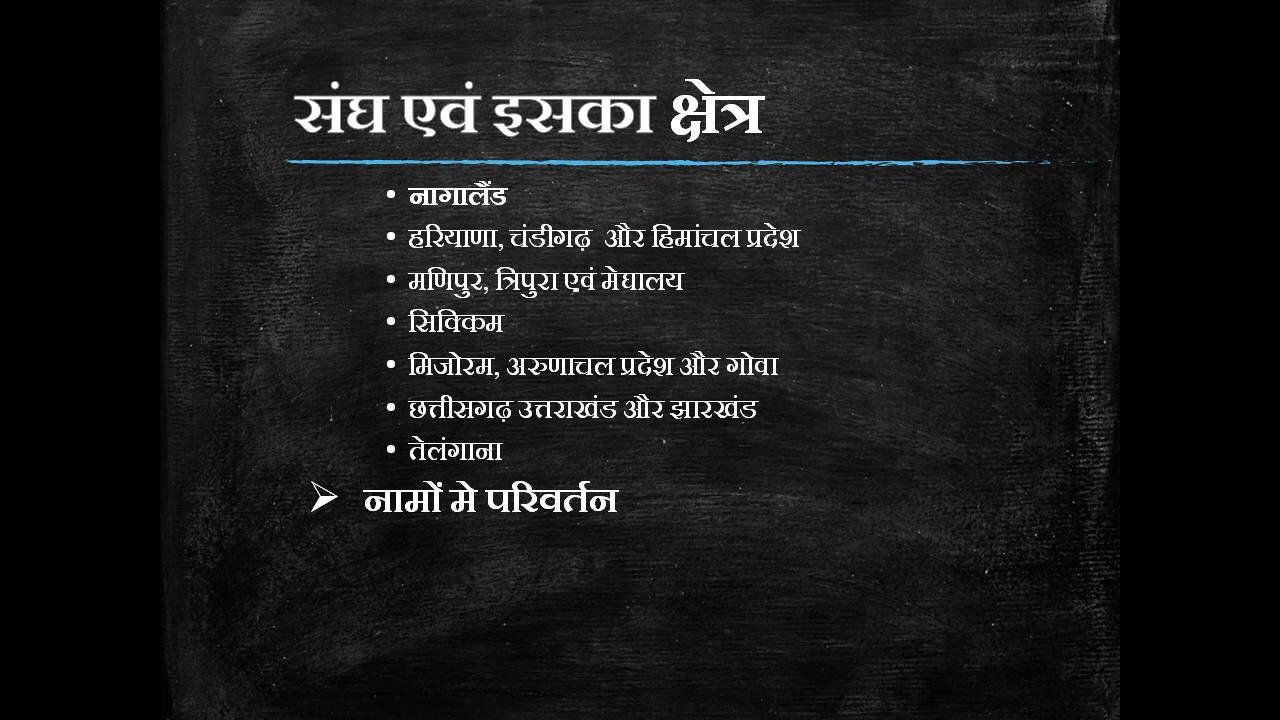 संघ एवं इसका क्षेत्र
• नागालैंड
• हरियाणा, चंडीगढ़ और हिमांचल प्रदेश
• मणिपुर, त्रिपुरा एवं मेघालय
• सिक्किम
• मिजोरम, अरुणाचल प्रदेश और गोवा
• छत्तीसगढ़ उत्तराखंड और झारखंड
• तेलंगाना
➢ नामों मे परिवर्तन